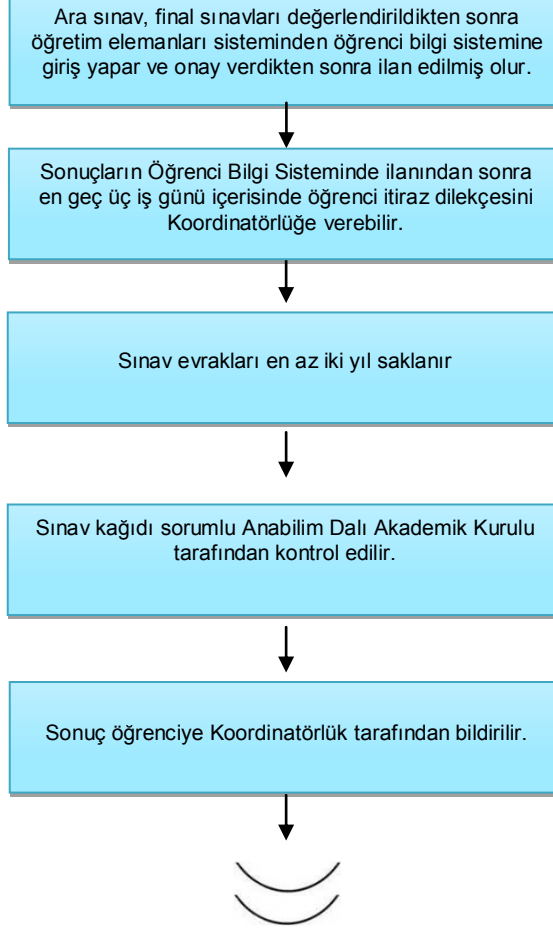 Ara sınav, final sınavları değerlendirildikten sonra
öğretim elemanları sisteminden öğrenci bilgi sistemine
giriş yapar ve onay verdikten sonra ilan edilmiş olur.
Sonuçların Öğrenci Bilgi Sisteminde ilanından sonra
en geç üç iş günü içerisinde öğrenci itiraz dilekçesini
Koordinatörlüğe verebilir.
Sınav evrakları en az iki yıl saklanır
Sınav kağıdı sorumlu Anabilim Dalı Akademik Kurulu
tarafından kontrol edilir.
Sonuç öğrenciye Koordinatörlük tarafından bildirilir.